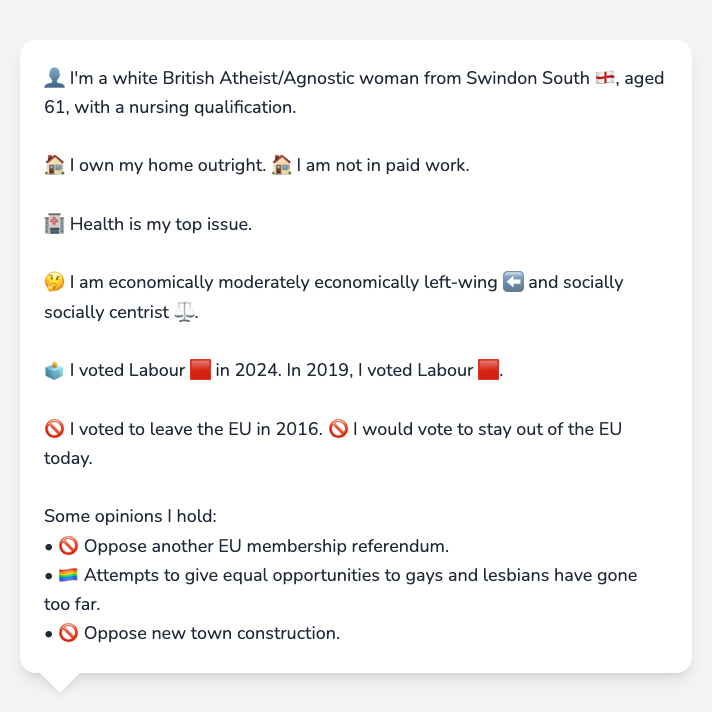 👤 I'm a white British Atheist/Agnostic woman from Swindon South 🏴󠁧󠁢󠁥󠁮󠁧󠁿, aged
61, with a nursing qualification.
🏠 I own my home outright. 🏠 I am not in paid work.
🏥 Health is my top issue.
🤔 I am economically moderately economically left-wing ⬅️ and socially
socially centrist ⚖️.
🗳️ I voted Labour 🟥 in 2024. In 2019, I voted Labour 🟥.
🚫 I voted to leave the EU in 2016. 🚫 I would vote to stay out of the EU
today.
Some opinions I hold:
• 🚫 Oppose another EU membership referendum.
• 🏳️‍🌈 Attempts to give equal opportunities to gays and lesbians have gone
too far.
• 🚫 Oppose new town construction.